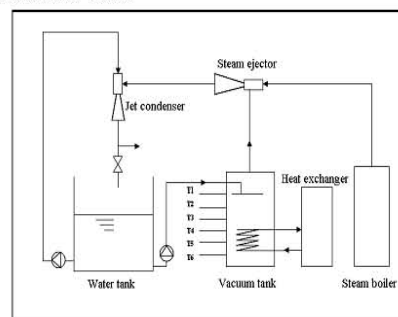 Steam ejector
Jet condenser
Heat exchanger
T1
T2
T3
T4
T5
T6
Water tank
Vacuum tank
Steam boiler